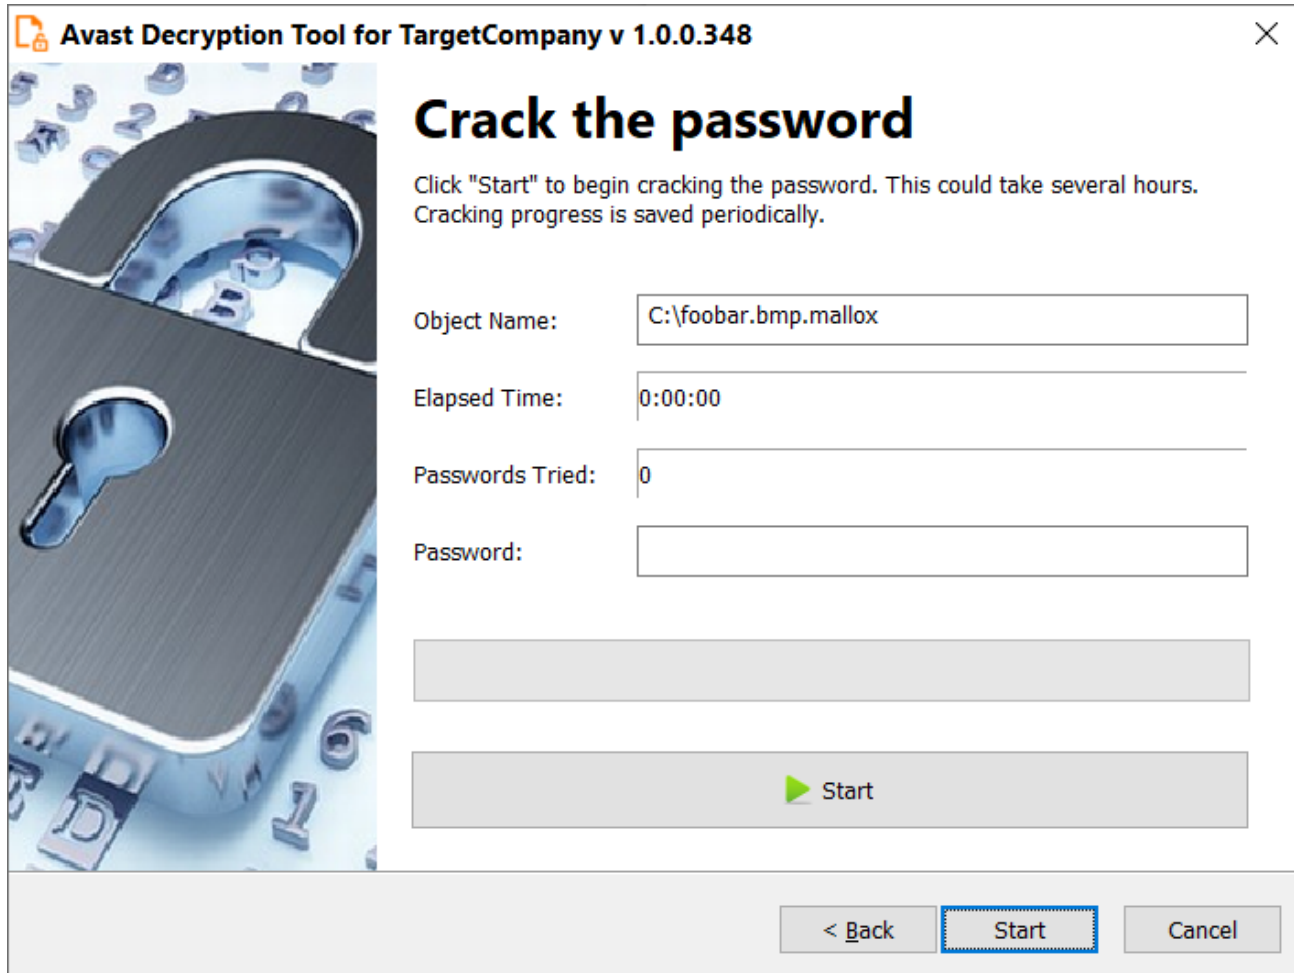 Avast Decryption Tool for TargetCompany v 1.0.0.348
Crack the password
Click "Start" to begin cracking the password. This could take several hours.
Cracking progress is saved periodically.
Object Name:
C:\foobar.bmp.mallox
Elapsed Time:
0:00:00
Passwords Tried:
0
Password:
Start
< Back
Start
Cancel